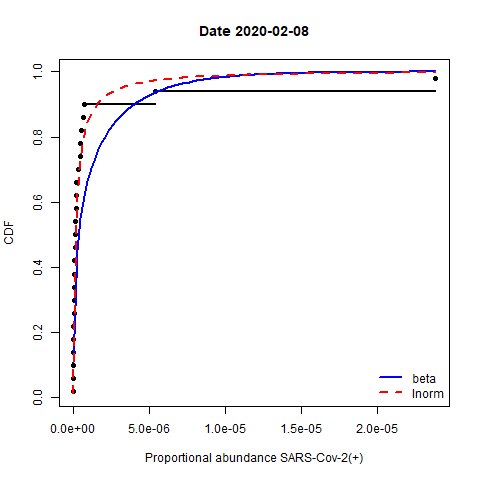 Date 2020-02-08
CDF
1.0
0.8
0.6
0.4
0.2
0.0
beta
lnorm
0.0e+00 5.0e-06 1.0e-05 1.5e-05 2.0e-05
Proportional abundance SARS-Cov-2(+)